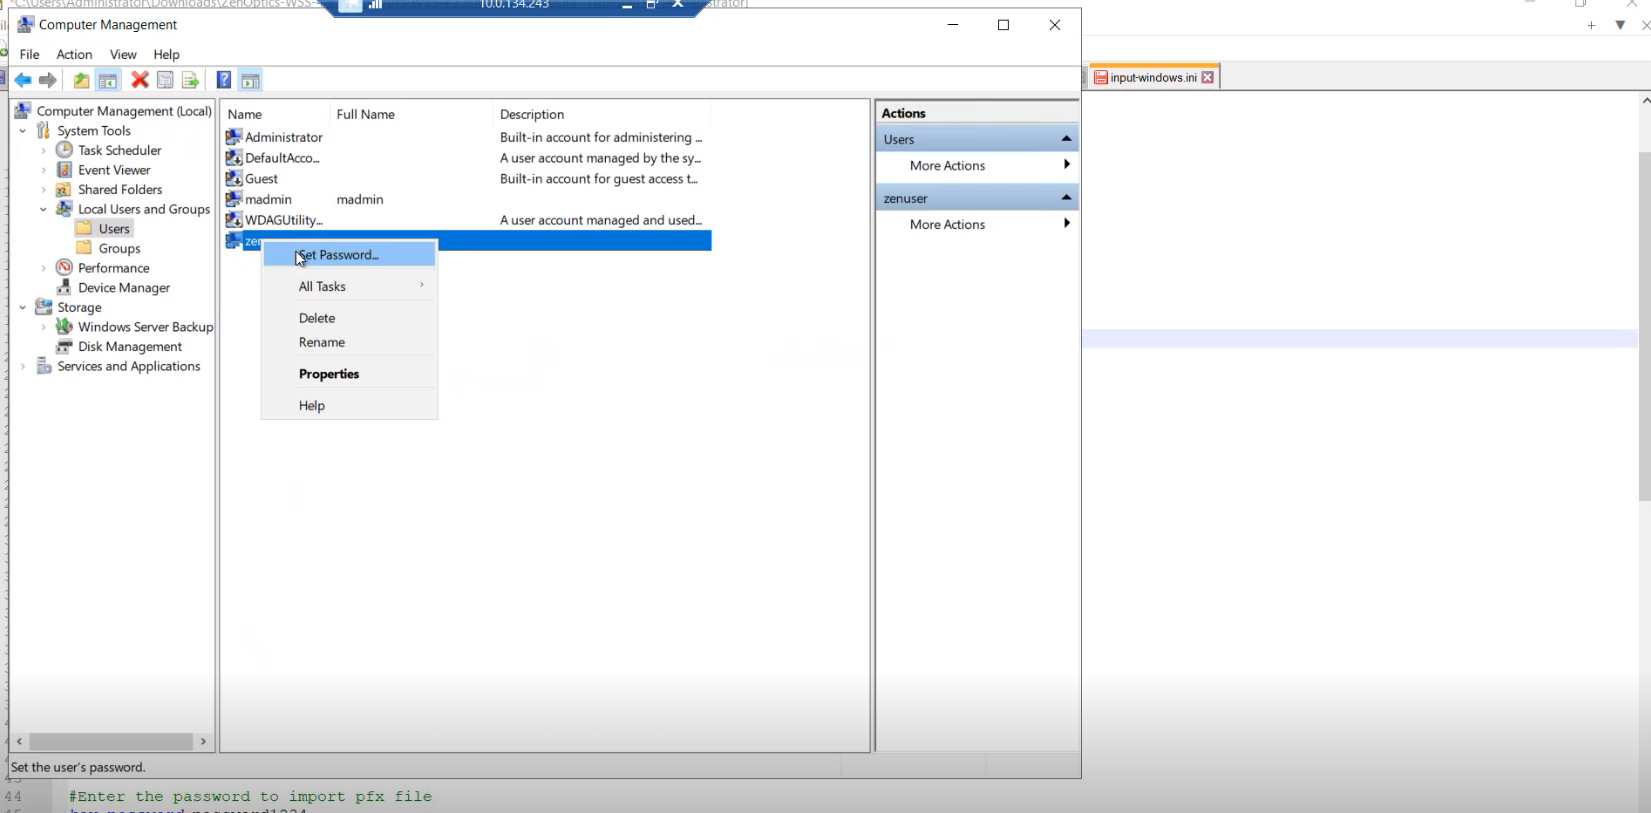 "C:\Users\Administrator\Downloads\ZenOptics-WSS-
10.0.134.243
Computer Management
File Action View Help
input-windows.ini
Computer Management (Local)
System Tools
Task Scheduler
Event Viewer
Shared Folders
Local Users and Groups
Users
Groups
Performance
Device Manager
Storage
Windows Server Backup
Disk Management
Services and Applications
Name Full Name Description
Administrator Built-in account for administering ...
DefaultAcco... A user account managed by the sy...
Guest Built-in account for guest access t...
madmin madmin
WDAGUtility... A user account managed and used...
zen
Set Password...
All Tasks
Delete
Rename
Properties
Help
Actions
Users
More Actions
zenuser
More Actions
Set the user's password.
44 #Enter the password to import pfx file